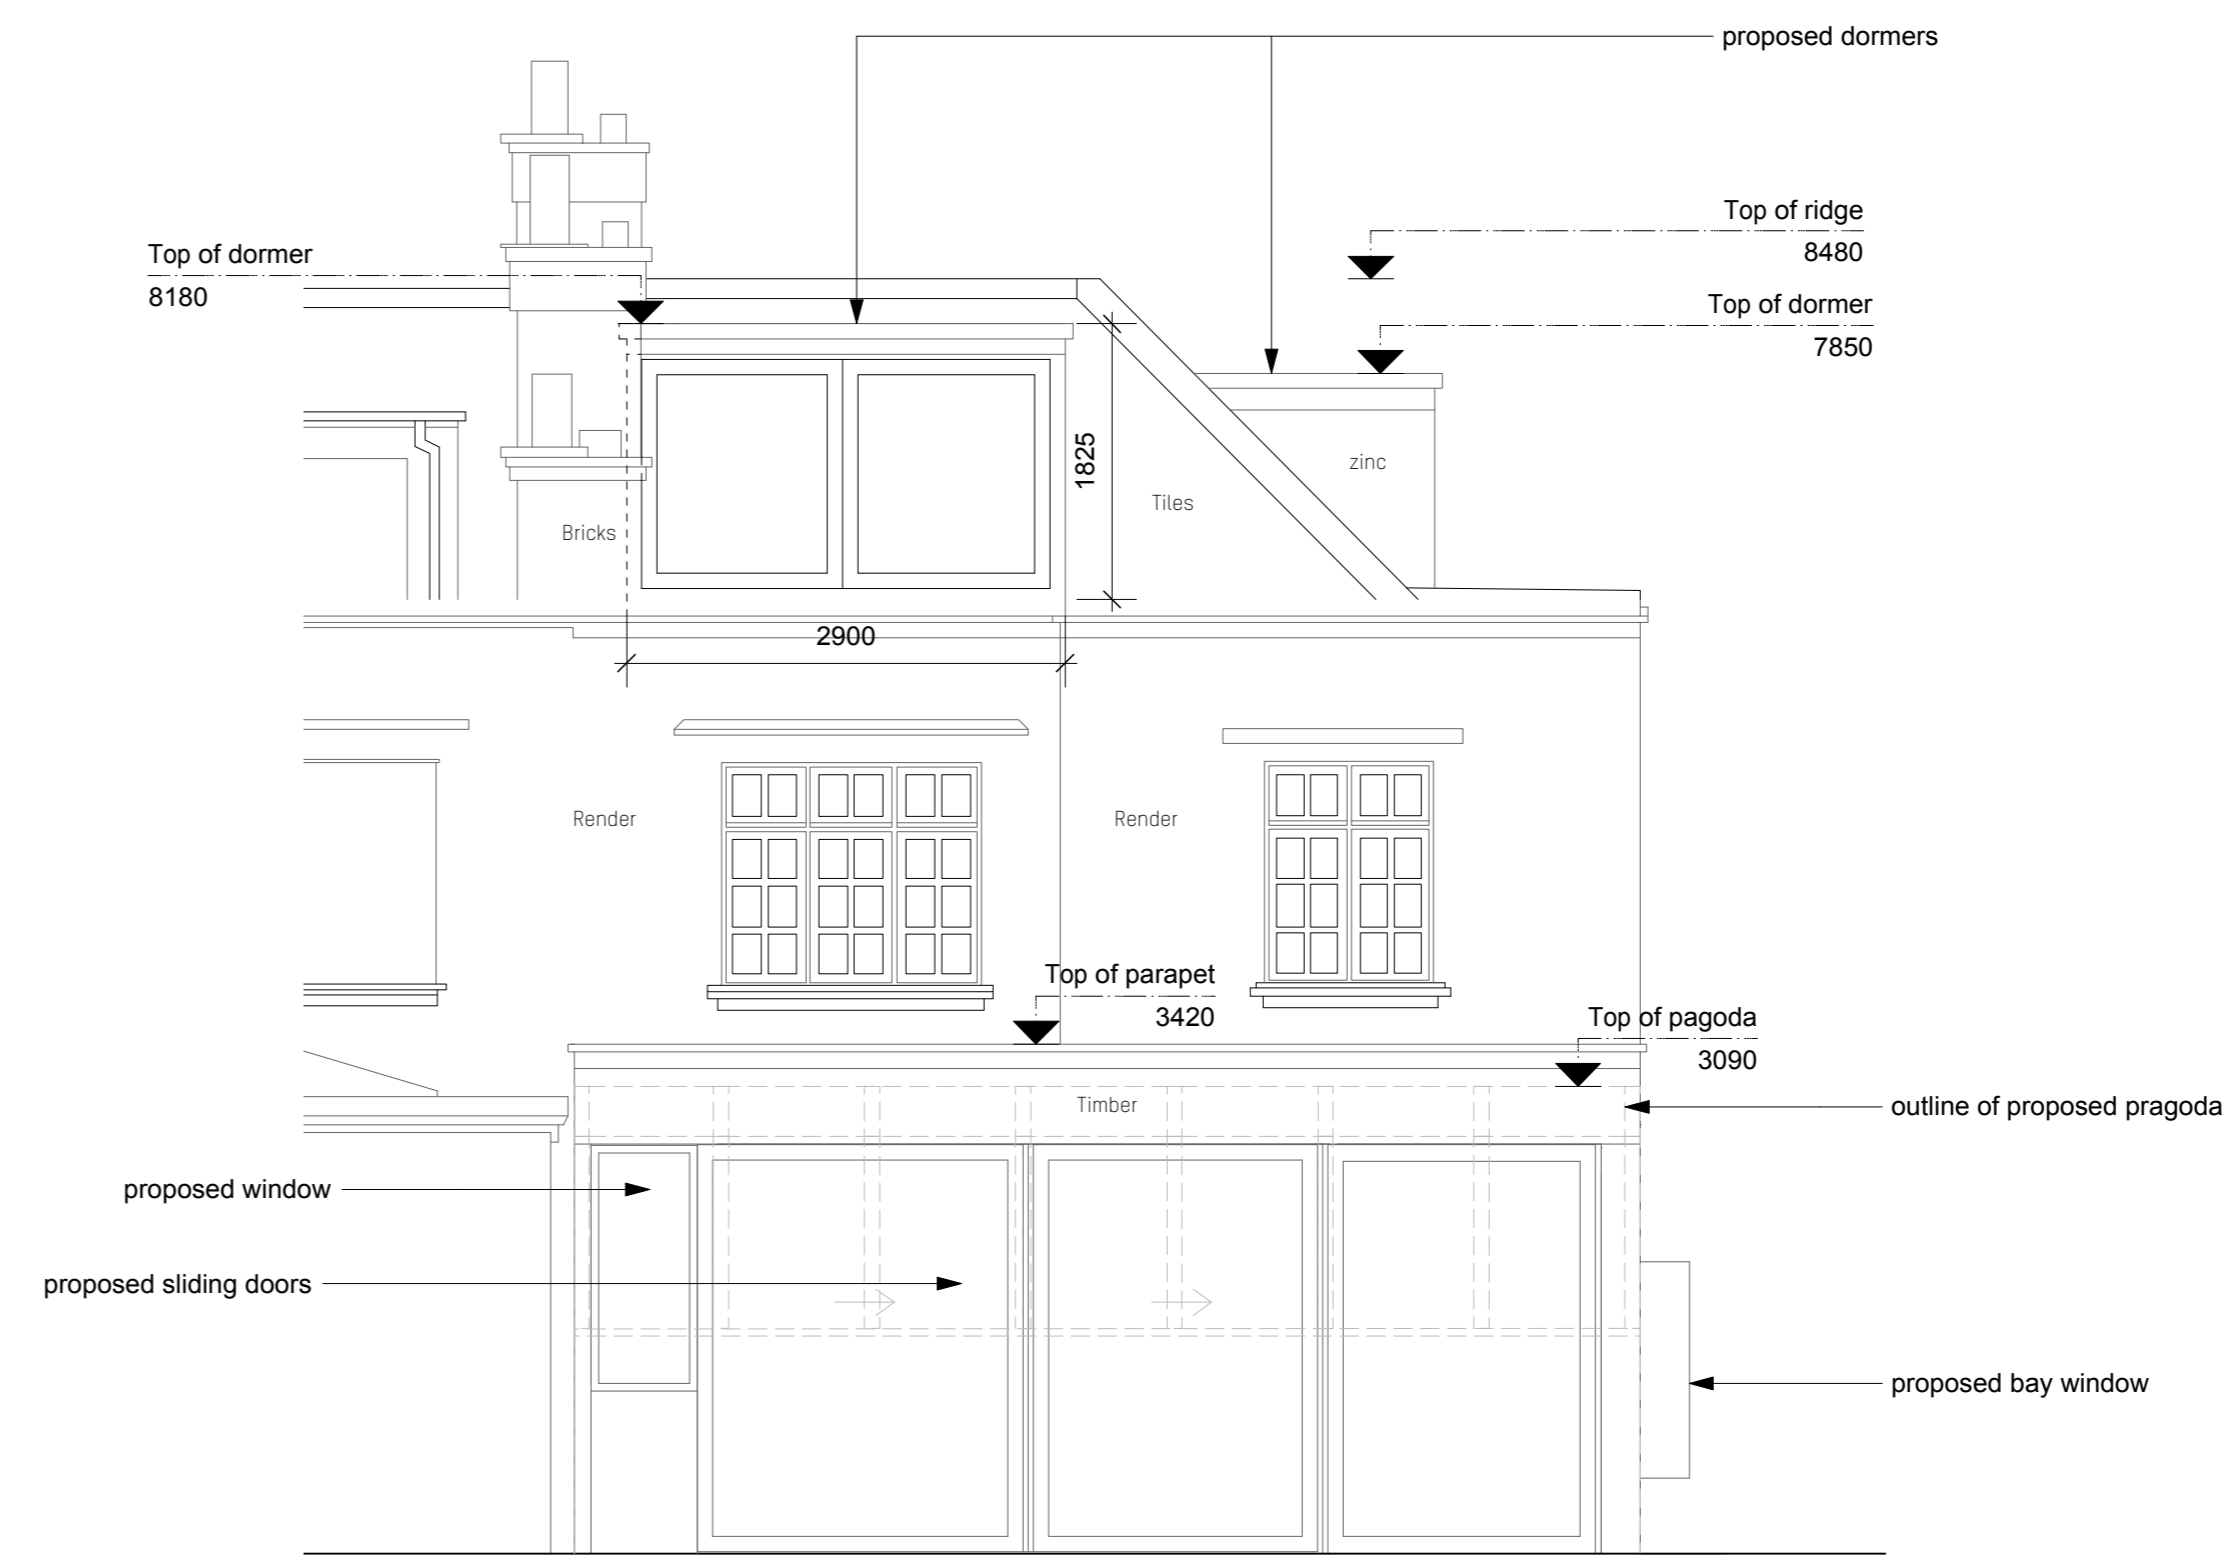 proposed dormers
Top of ridge
8480
Top of dormer
8180
Top of dormer
7850
1825
zinc
Tiles
Bricks
2900
Render
Render
Top of parapet
3420
Top of pagoda
3090
Timber
outline of proposed pragoda
proposed window
proposed sliding doors
proposed bay window